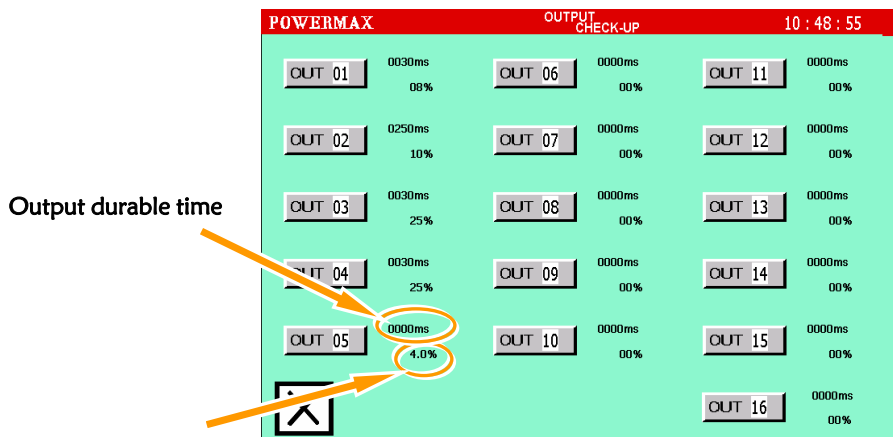 POWERMAX
OUTPUT
CHECK-UP
10 : 48 : 55
OUT 01
0030ms
08%
OUT 06
0000ms
00%
OUT 11
0000ms
00%
OUT 02
0250ms
10%
OUT 07
0000ms
00%
OUT 12
0000ms
00%
Output durable time
OUT 03
0030ms
25%
OUT 08
0000ms
00%
OUT 13
0000ms
00%
OUT 04
0030ms
25%
OUT 09
0000ms
00%
OUT 14
0000ms
00%
OUT 05
0000ms
4.0%
OUT 10
0000ms
00%
OUT 15
0000ms
00%
OUT 16
0000ms
00%